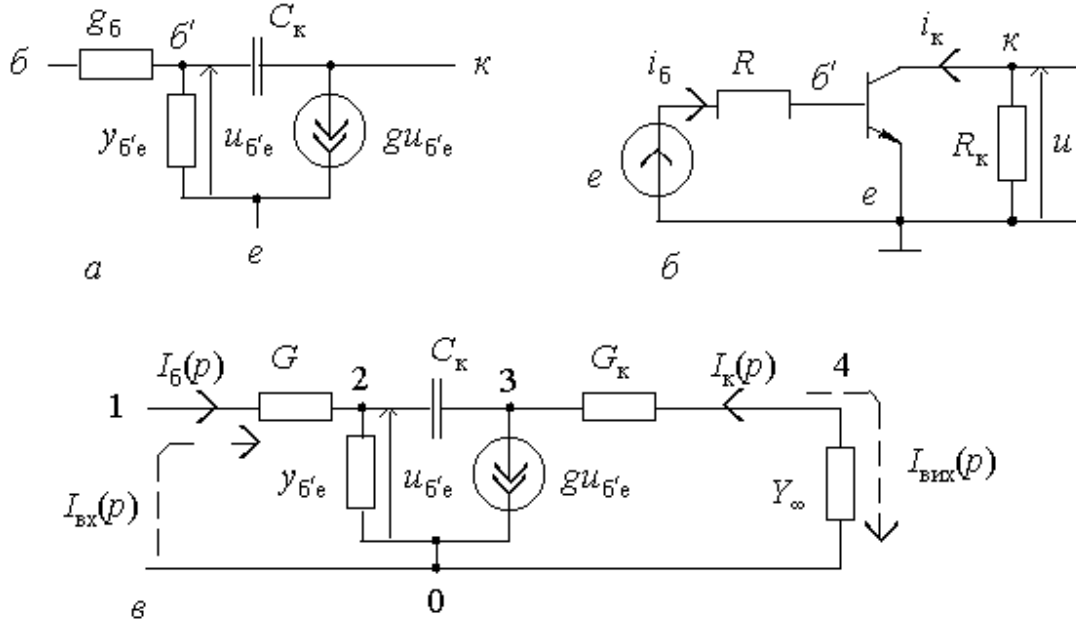 g_б б' C_к
б к
y_б'е u_б'е gu_б'е
е
а
i_б R б' i_к к
е е R_к u
б
I_б(p) G 2 C_к 3 G_к I_к(p) 4
1
I_вх(p) y_б'е u_б'е gu_б'е Y_∞ I_вих(p)
0
в